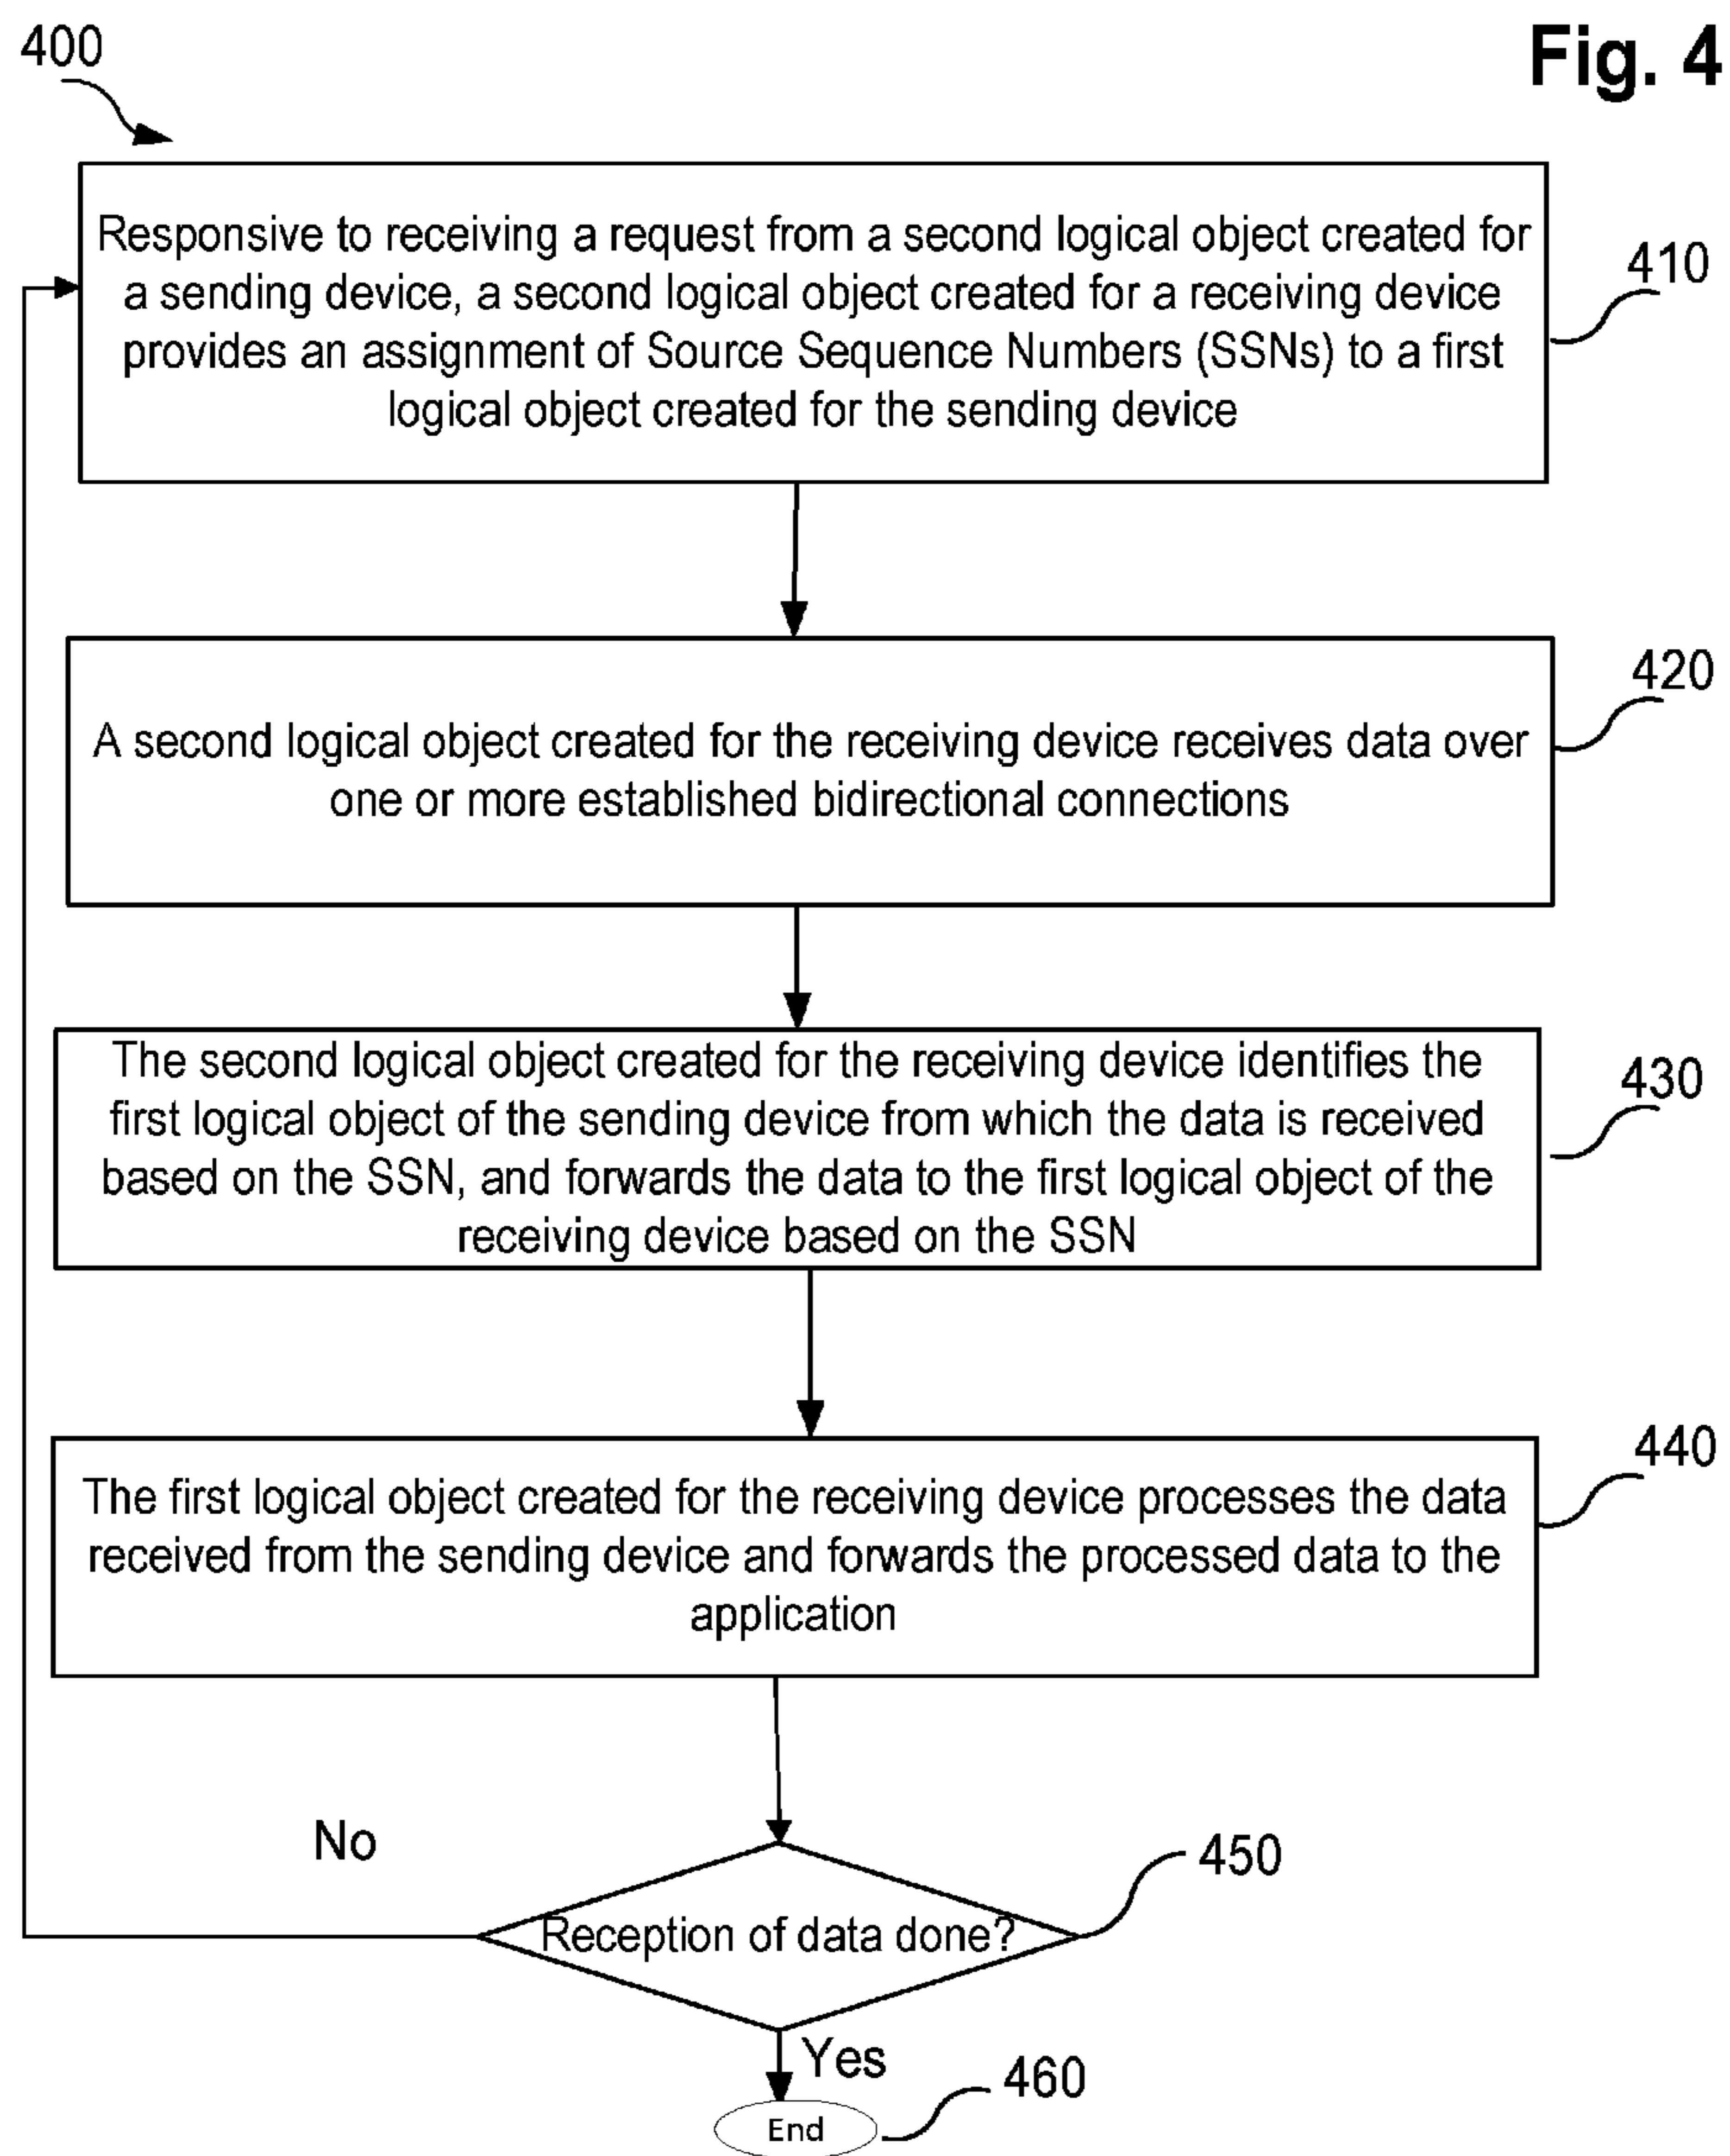 400
Fig. 4
Responsive to receiving a request from a second logical object created for
a sending device, a second logical object created for a receiving device
provides an assignment of Source Sequence Numbers (SSNs) to a first
logical object created for the sending device
410
A second logical object created for the receiving device receives data over
one or more established bidirectional connections
420
The second logical object created for the receiving device identifies the
first logical object of the sending device from which the data is received
based on the SSN, and forwards the data to the first logical object of the
receiving device based on the SSN
430
The first logical object created for the receiving device processes the data
received from the sending device and forwards the processed data to the
application
440
No
Reception of data done?
450
Yes
End
460